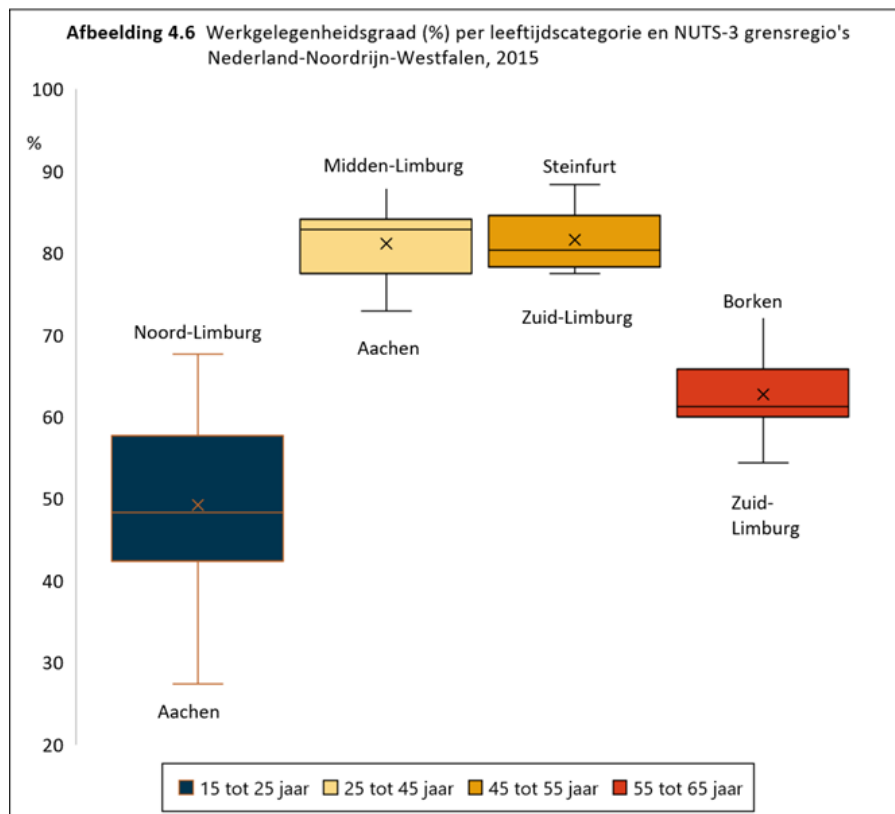 Afbeelding 4.6 Werkgelegenheidsgraad (%) per leeftijdscategorie en NUTS-3 grensregio's
Nederland-Noordrijn-Westfalen, 2015
100
%
90
80
70
60
50
40
30
20
Midden-Limburg
Steinfurt
Noord-Limburg
Aachen
Zuid-Limburg
Borken
Zuid-
Limburg
Aachen
15 tot 25 jaar 25 tot 45 jaar 45 tot 55 jaar 55 tot 65 jaar